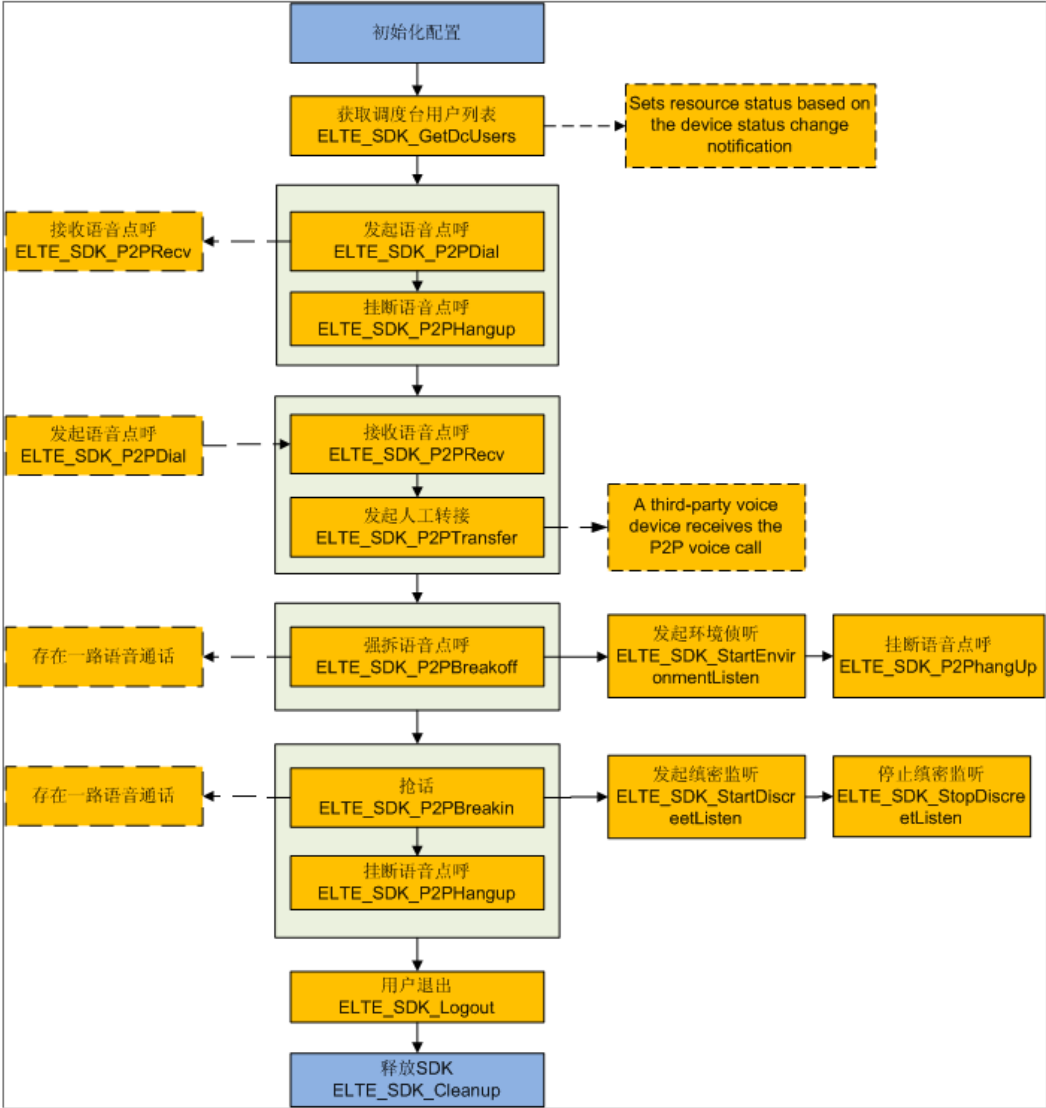 初始化配置
获取调度台用户列表
ELTE_SDK_GetDcUsers
Sets resource status based on
the device status change
notification
接收语音点呼
ELTE_SDK_P2PRecv
发起语音点呼
ELTE_SDK_P2PDial
挂断语音点呼
ELTE_SDK_P2PHangup
发起语音点呼
ELTE_SDK_P2PDial
接收语音点呼
ELTE_SDK_P2PRecv
发起人工转接
ELTE_SDK_P2PTransfer
A third-party voice
device receives the
P2P voice call
存在一路语音通话
强拆语音点呼
ELTE_SDK_P2PBreakoff
发起环境侦听
ELTE_SDK_StartEnvir
onmentListen
挂断语音点呼
ELTE_SDK_P2PhangUp
存在一路语音通话
抢话
ELTE_SDK_P2PBreakin
发起缜密监听
ELTE_SDK_StartDiscr
eetListen
停止缜密监听
ELTE_SDK_StopDiscre
etListen
挂断语音点呼
ELTE_SDK_P2PHangup
用户退出
ELTE_SDK_Logout
释放SDK
ELTE_SDK_Cleanup